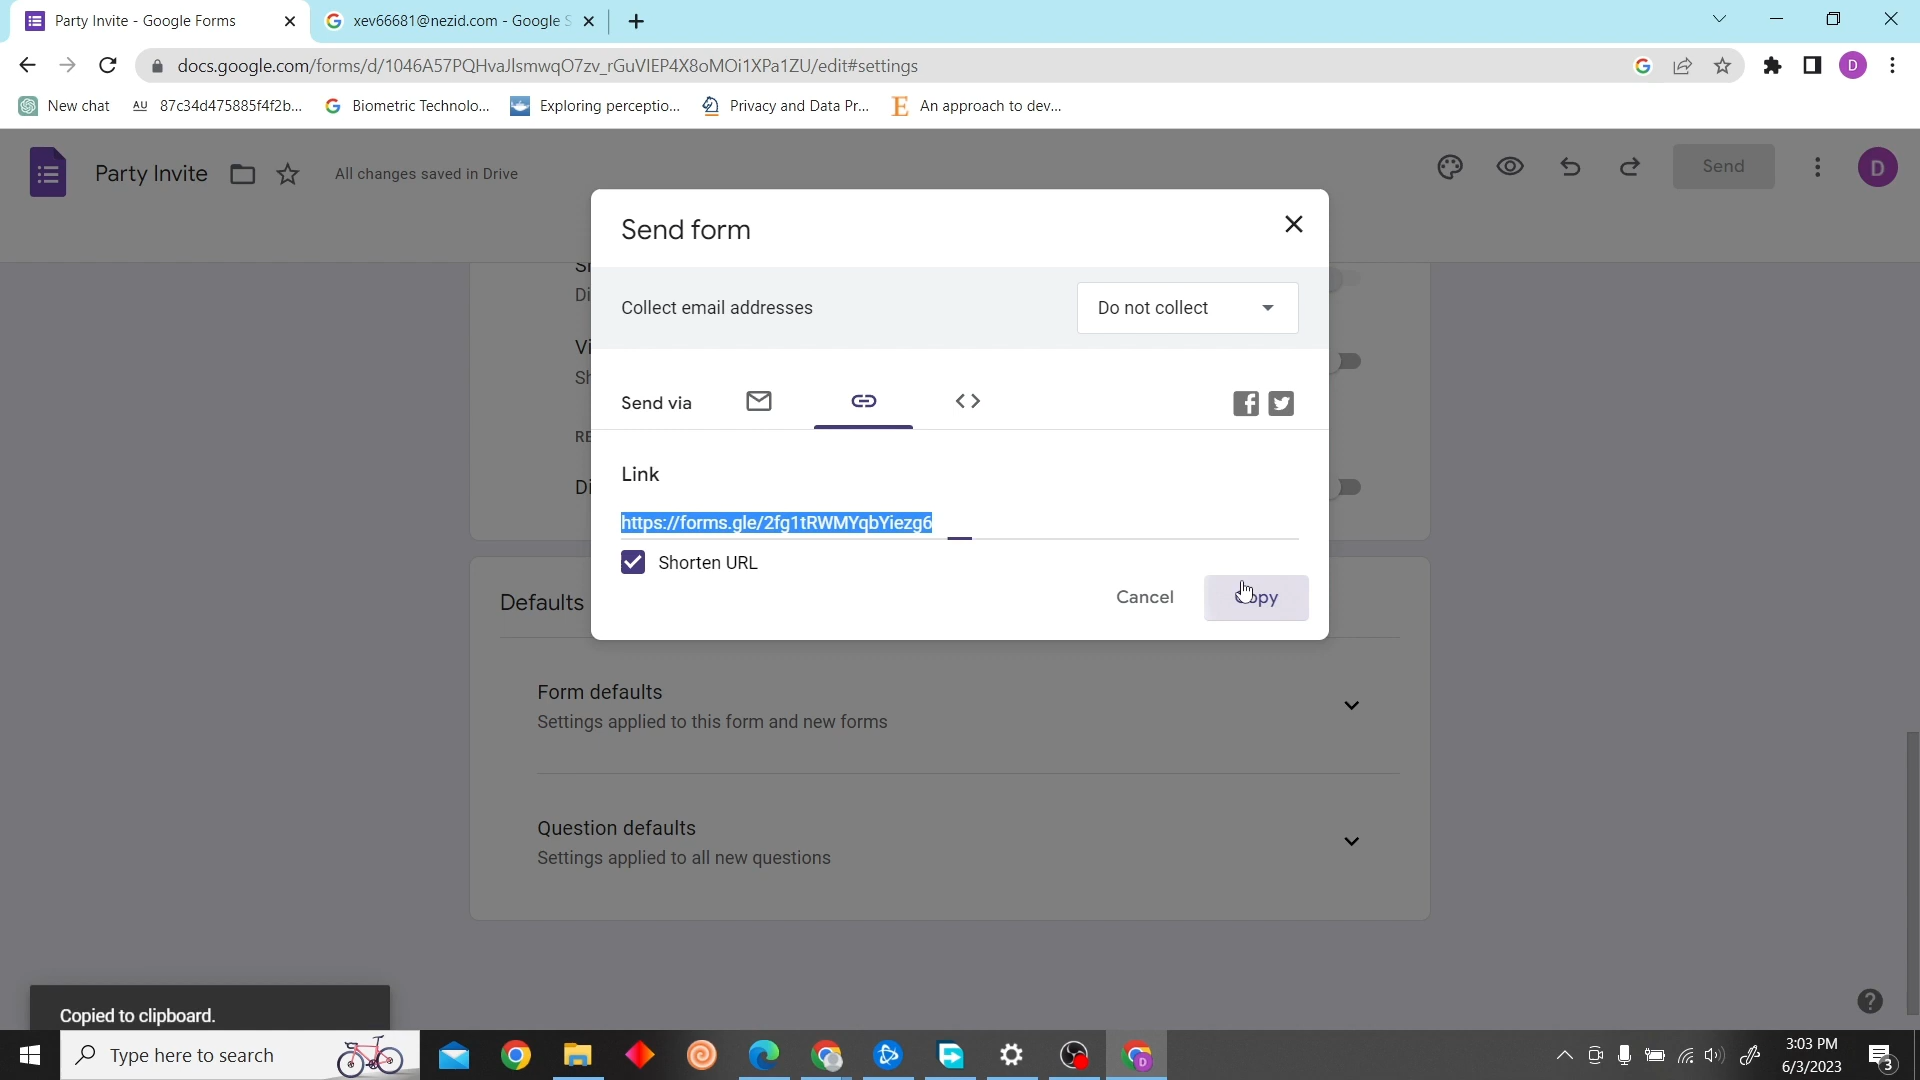 Party Invite - Google Forms
xev66681@nezid.com - Google S
docs.google.com/forms/d/1046A57PQHvaJlsmwqO7zv_rGuVIEP4X8oMOi1XPa1ZU/edit#settings
D
New chat
AU 87c34d475885f4f2b...
Biometric Technolo...
Exploring perceptio...
Privacy and Data Pr...
E An approach to dev...
Party Invite
All changes saved in Drive
Send
D
Send form
Collect email addresses
Do not collect
Send via
Link
https://forms.gle/2fg1tRWMYqbYiezg6
Shorten URL
Cancel
Copy
Defaults
Form defaults
Settings applied to this form and new forms
Question defaults
Settings applied to all new questions
Copied to clipboard.
Type here to search
3:03 PM
6/3/2023
3